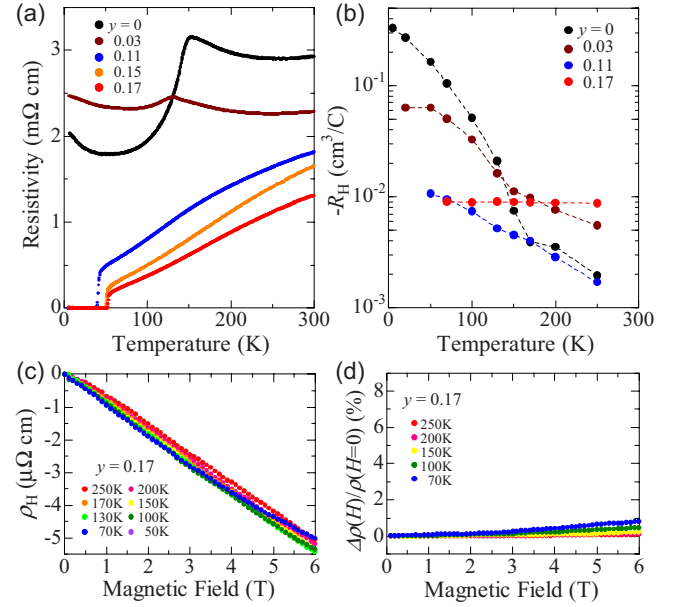 (a)
y = 0
0.03
0.11
0.15
0.17
3
2
1
0
Resistivity (mΩ cm)
0
100
200
300
Temperature (K)
(b)
y = 0
0.03
0.11
0.17
10⁻¹
10⁻²
10⁻³
-R_H (cm³/C)
0
100
200
300
Temperature (K)
(c)
0
-1
-2
-3
-4
-5
ρ_H (μΩ cm)
y = 0.17
250K 200K
170K 150K
130K 100K
70K 50K
0 1 2 3 4 5 6
Magnetic Field (T)
(d)
8
6
4
2
0
Δρ(H)/ρ(H=0) (%)
y = 0.17
250K
200K
150K
100K
70K
0 1 2 3 4 5 6
Magnetic Field (T)